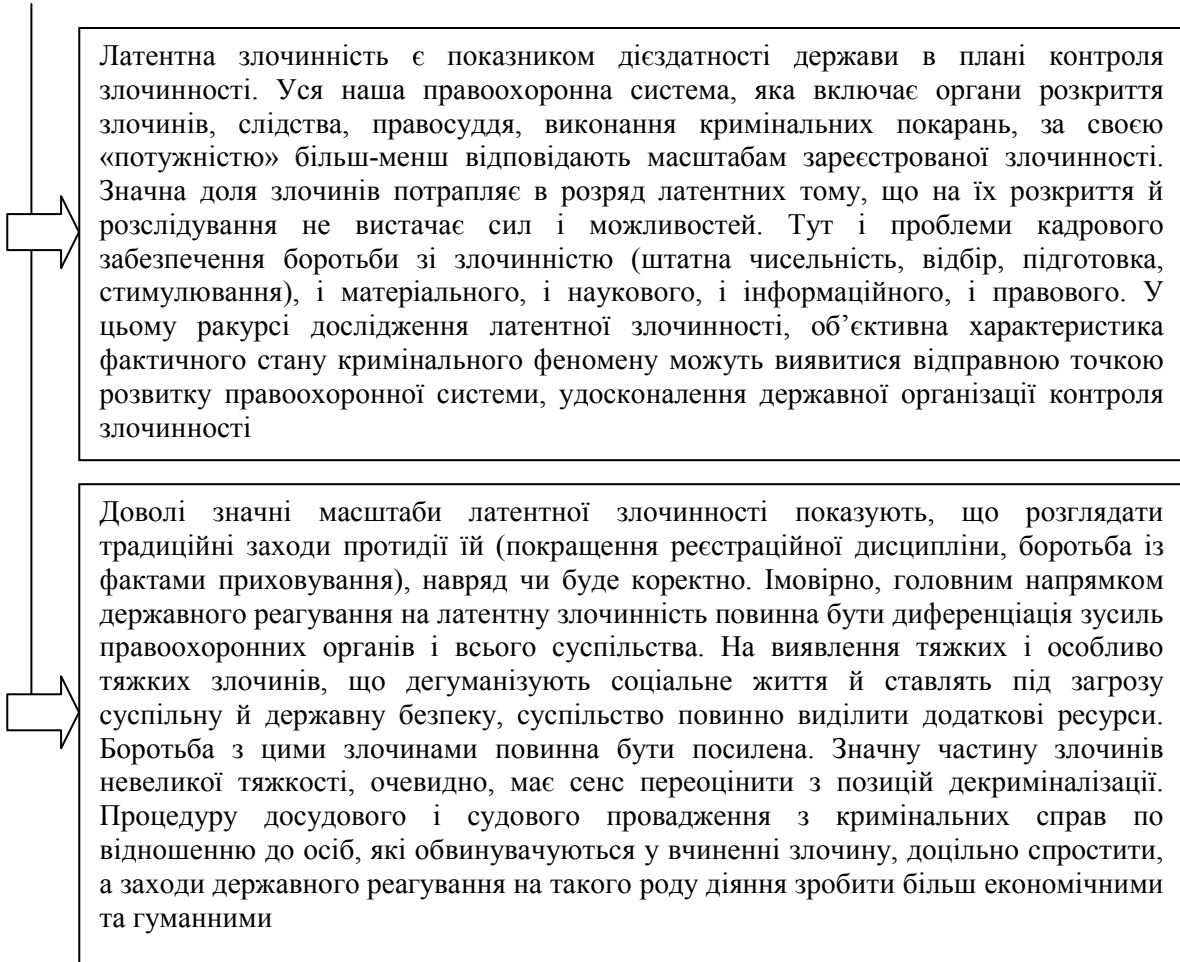 Латентна злочинність є показником дієздатності держави в плані контроля
злочинності. Уся наша правоохоронна система, яка включає органи розкриття
злочинів, слідства, правосуддя, виконання кримінальних покарань, за своєю
«потужністю» більш-менш відповідають масштабам зареєстрованої злочинності.
Значна доля злочинів потрапляє в розряд латентних тому, що на їх розкриття й
розслідування не вистачає сил і можливостей. Тут і проблеми кадрового
забезпечення боротьби зі злочинністю (штатна чисельність, відбір, підготовка,
стимулювання), і матеріального, і наукового, і інформаційного, і правового. У
цьому ракурсі дослідження латентної злочинності, об’єктивна характеристика
фактичного стану кримінального феномену можуть виявитися відправною точкою
розвитку правоохоронної системи, удосконалення державної організації контроля
злочинності
Доволі значні масштаби латентної злочинності показують, що розглядати
традиційні заходи протидії їй (покращення реєстраційної дисципліни, боротьба із
фактами приховування), навряд чи буде коректно. Імовірно, головним напрямком
державного реагування на латентну злочинність повинна бути диференціація зусиль
правоохоронних органів і всього суспільства. На виявлення тяжких і особливо
тяжких злочинів, що дегуманізують соціальне життя й ставлять під загрозу
суспільну й державну безпеку, суспільство повинно виділити додаткові ресурси.
Боротьба з цими злочинами повинна бути посилена. Значну частину злочинів
невеликої тяжкості, очевидно, має сенс переоцінити з позицій декриміналізації.
Процедуру досудового і судового провадження з кримінальних справ по
відношенню до осіб, які обвинувачуються у вчиненні злочину, доцільно спростити,
а заходи державного реагування на такого роду діяння зробити більш економічними
та гуманними